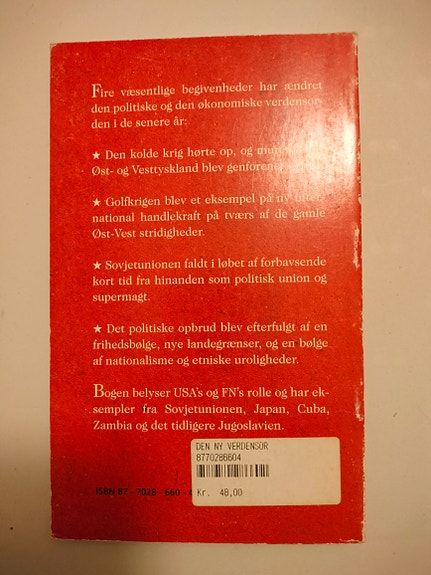 Fire væsentlige begivenheder har ændret
den politiske og den økonomiske verdensor-
den i de senere år:
★ Den kolde krig hørte op, og
Øst- og Vesttyskland blev
★ Golfkrigen blev et eksempel på ny
national handlekraft på tværs af de gamle
Øst-Vest stridigheder.
★ Sovjetunionen faldt i løbet af forbavsende
kort tid fra hinanden som politisk union og
supermagt.
★ Det politiske opbrud blev efterfulgt af en
frihedsbølge, nye landegrænser, og en bølge
af nationalisme og etniske uroligheder.
Bogen belyser USA's og FN's rolle og har ek-
sempler fra Sovjetunionen, Japan, Cuba,
Zambia og det tidligere Jugoslavien.
DEN NY VERDENSOR
8770286604
ISBN 87 - 7028 - 660 - 4
Kr. 48,00